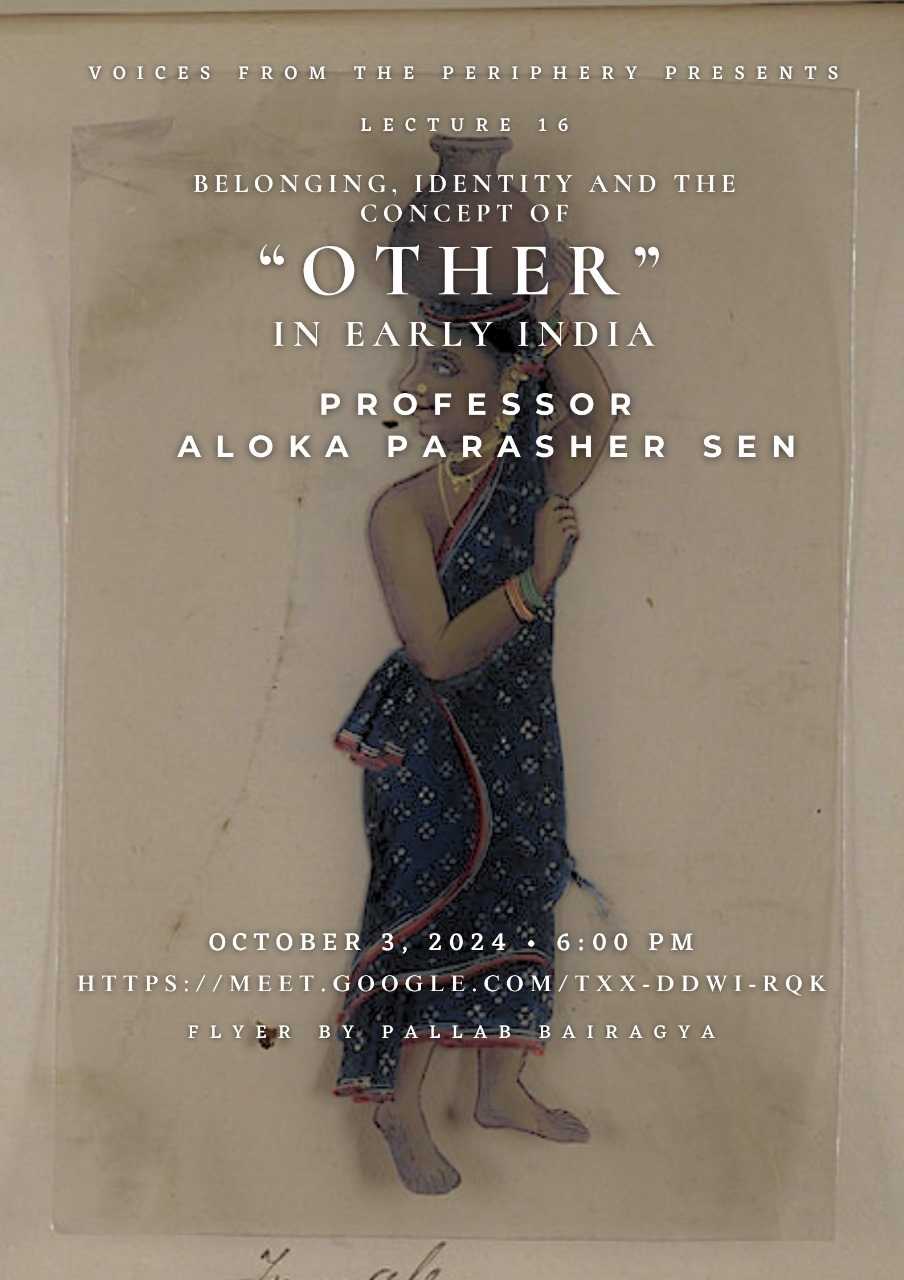 VOICES FROM THE PERIPHERY PRESENTS
LECTURE 16
BELONGING, IDENTITY AND THE
CONCEPT OF
“OTHER”
IN EARLY INDIA
PROFESSOR
ALOKA PARASHER SEN
OCTOBER 3, 2024 • 6:00 PM
HTTPS://MEET.GOOGLE.COM/TXX-DDWI-RQK
FLYER BY PALLAB BAIRAGYA